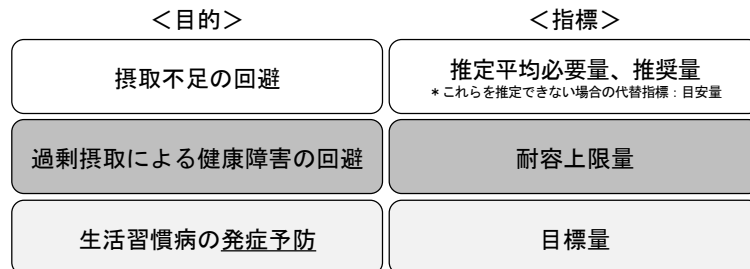 <目的>
<指標>
摂取不足の回避
推定平均必要量、推奨量
*これらを推定できない場合の代替指標:目安量
過剰摂取による健康障害の回避
耐容上限量
生活習慣病の発症予防
目標量